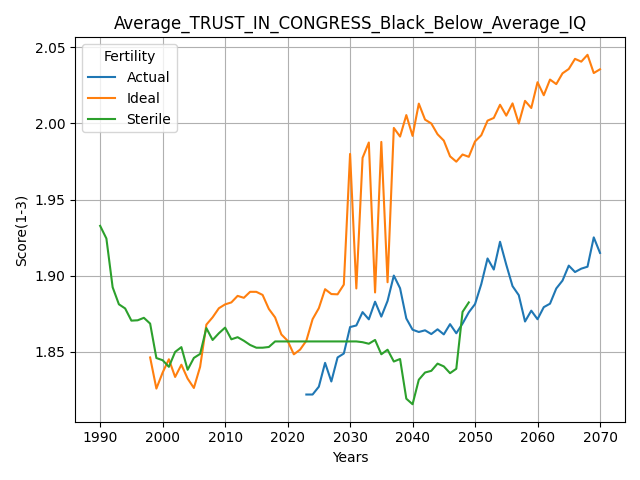 Average_TRUST_IN_CONGRESS_Black_Below_Average_IQ
Fertility
Actual
Ideal
Sterile
2.05
2.00
1.95
1.90
1.85
Score(1-3)
1990 2000 2010 2020 2030 2040 2050 2060 2070
Years